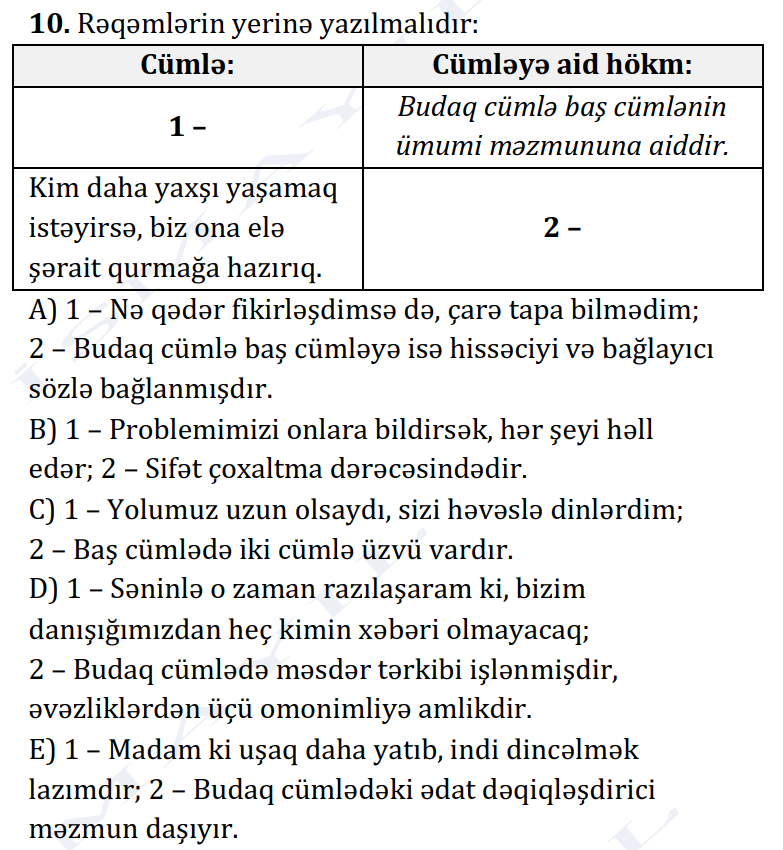 10. Rəqəmlərin yerinə yazılmalıdır:
Cümlə:
Cümləyə aid hökm:
1 –
Budaq cümlə baş cümlənin
ümumi məzmununa aiddir.
Kim daha yaxşı yaşamaq
istəyirsə, biz ona elə
şərait qurmağa hazırıq.
2 –
A) 1 – Nə qədər fikirləşdimsə də, çarə tapa bilmədim;
2 – Budaq cümlə baş cümləyə isə hissəciyi və bağlayıcı
sözlə bağlanmışdır.
B) 1 – Problemimizi onlara bildirsək, hər şeyi həll
edər; 2 – Sifət çoxaltma dərəcəsindədir.
C) 1 – Yolumuz uzun olsaydı, sizi həvəslə dinlərdim;
2 – Baş cümlədə iki cümlə üzvü vardır.
D) 1 – Səninlə o zaman razılaşaram ki, bizim
danışığımızdan heç kimin xəbəri olmayacaq;
2 – Budaq cümlədə məsdər tərkibi işlənmişdir,
əvəzliklərdən üçü omonimliyə amlikdir.
E) 1 – Madam ki uşaq daha yatıb, indi dincəlmək
lazımdır; 2 – Budaq cümlədəki ədat dəqiqləşdirici
məzmun daşıyır.